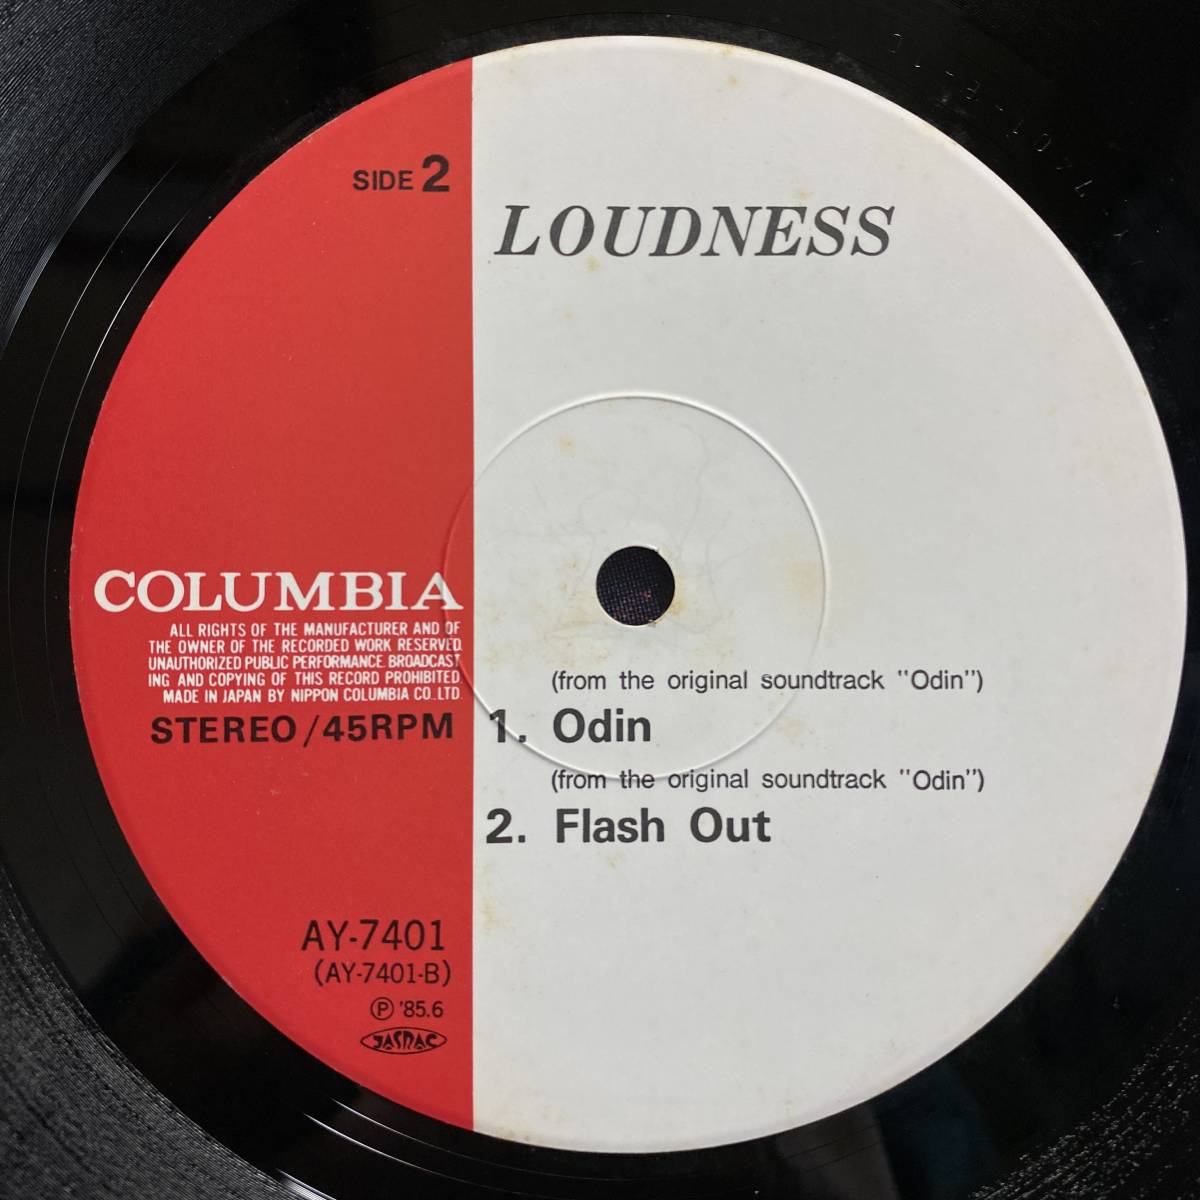 SIDE 2
LOUDNESS
COLUMBIA
ALL RIGHTS OF THE MANUFACTURER AND OF
THE OWNER OF THE RECORDED WORK RESERVED.
UNAUTHORIZED PUBLIC PERFORMANCE. BROADCAST
ING AND COPYING OF THIS RECORD PROHIBITED
MADE IN JAPAN BY NIPPON COLUMBIA CO., LTD.
STEREO/45RPM
(from the original soundtrack "Odin")
1. Odin
(from the original soundtrack "Odin")
2. Flash Out
AY-7401
(AY-7401-B)
Ⓟ '85.6
JASRAC